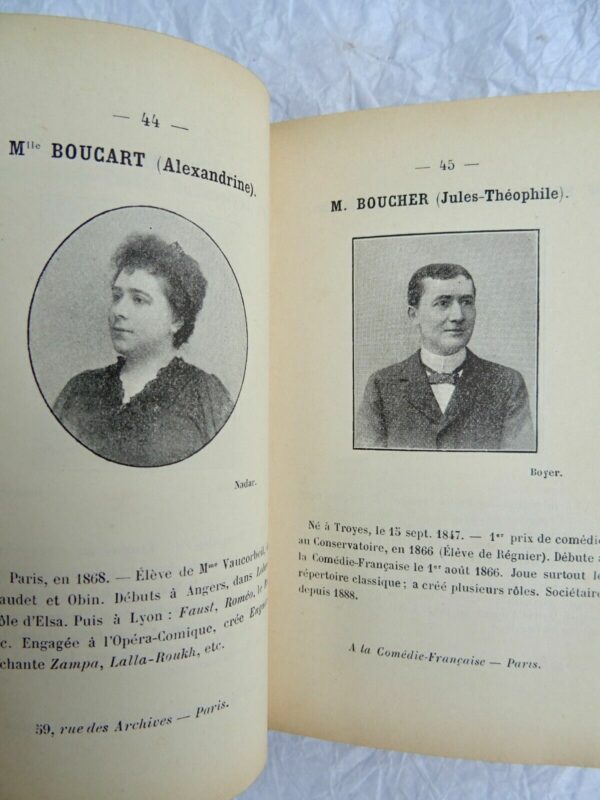 — 44 —
Mlle BOUCART (Alexandrine).
Nadar.
Paris, en 1868. — Élève de Mme Vaucorbeil,
audet et Obin. Débuts à Angers, dans
ôle d'Elsa. Puis à Lyon : Faust, Roméo, le
c. Engagée à l'Opéra-Comique, crée
chante Zampa, Lalla-Roukh, etc.
59, rue des Archives — Paris.
— 45 —
M. BOUCHER (Jules-Théophile).
Boyer.
Né à Troyes, le 15 sept. 1847. — 1er prix de comédie
au Conservatoire, en 1866 (Élève de Régnier). Débute à
la Comédie-Française le 1er août 1866. Joue surtout le
répertoire classique ; a créé plusieurs rôles. Sociétaire
depuis 1888.
A la Comédie-Française — Paris.